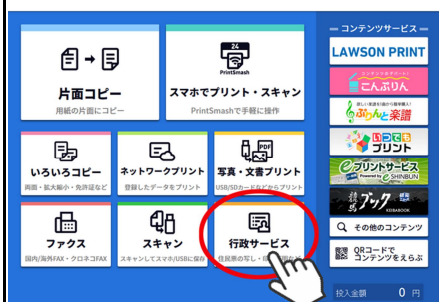 片面コピー
用紙の片面にコピー
24
PrintSmash
スマホでプリント・スキャン
PrintSmashで手軽に操作
いろいろコピー
両面・拡大縮小・免許証など
ネットワークプリント
登録したデータをプリント
PDF
写真・文書プリント
USB/SDカードなどからプリント
ファクス
国内/海外FAX・クロネコFAX
スキャン
スキャンしてスマホ/USBに保存
行政サービス
住民票の写し・印
コンテンツサービス
LAWSON PRINT
こんぷりん
ぷりんと楽譜
いつでも
プリント
eプリントサービス
Powered by e-SHINBUN
競馬ブック
KEIBABOOK
その他のコンテンツ
QRコードで
コンテンツをえらぶ
投入金額 0 円